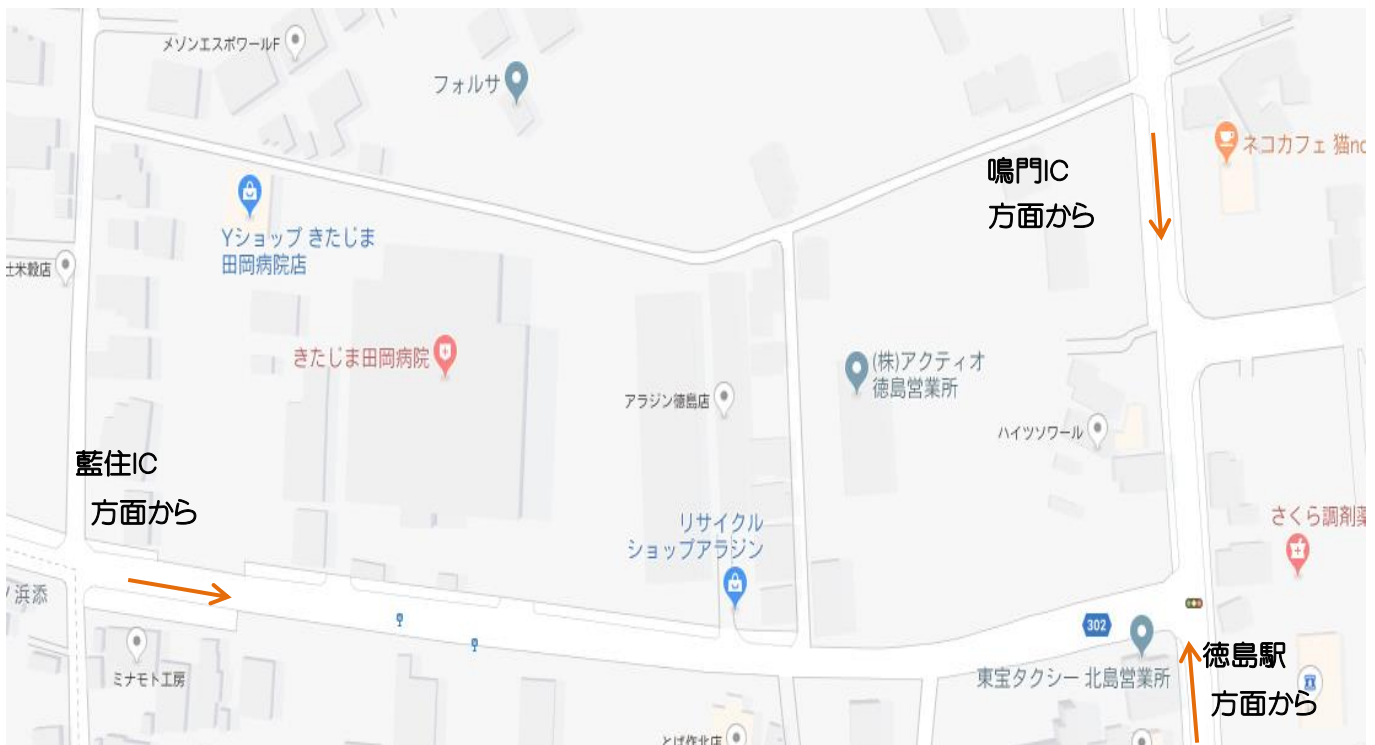 メゾンエスポワールF
フォルサ
ネコカフェ 猫no
鳴門IC
方面から
Yショップ きたじま
田岡病院店
士米穀店
きたじま田岡病院
(株)アクティオ
徳島営業所
アラジン徳島店
ハイツソワール
藍住IC
方面から
リサイクル
ショップアラジン
さくら調剤薬
浜添
302
ミナモト工房
東宝タクシー 北島営業所
徳島駅
方面から
とば作北店